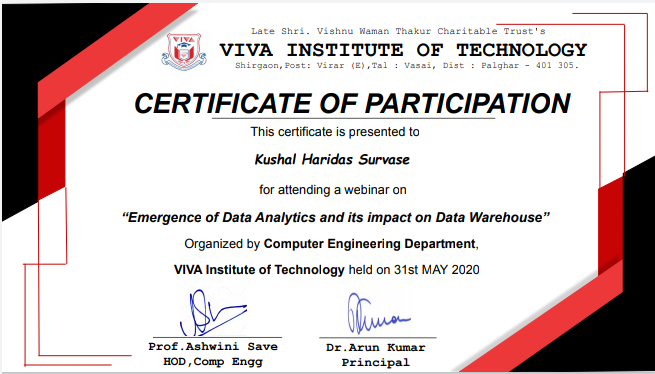 Late Shri. Vishnu Waman Thakur Charitable Trust's
VIVA
VIVA INSTITUTE OF TECHNOLOGY
Shirgaon,Post: Virar (E),Tal : Vasai, Dist : Palghar - 401 305.
CERTIFICATE OF PARTICIPATION
This certificate is presented to
Kushal Haridas Survase
for attending a webinar on
“Emergence of Data Analytics and its impact on Data Warehouse”
Organized by Computer Engineering Department,
VIVA Institute of Technology held on 31st MAY 2020
Prof.Ashwini Save
HOD,Comp Engg
Dr.Arun Kumar
Principal